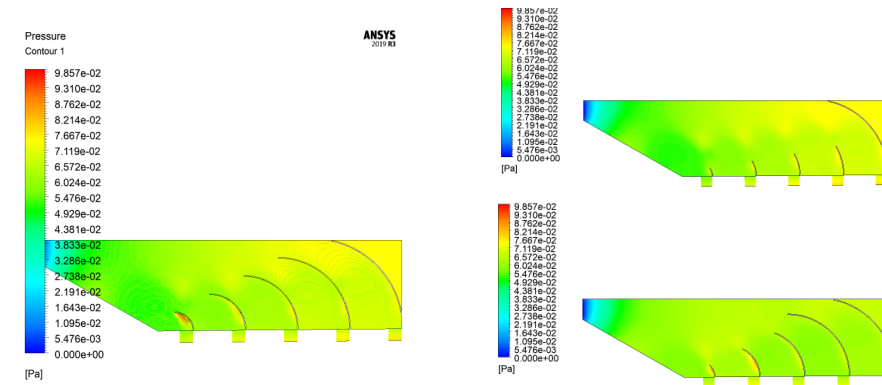 Pressure
Contour 1
ANSYS
2019 R3
9.857e-02
9.310e-02
8.762e-02
8.214e-02
7.667e-02
7.119e-02
6.572e-02
6.024e-02
5.476e-02
4.929e-02
4.381e-02
3.833e-02
3.286e-02
2.738e-02
2.191e-02
1.643e-02
1.095e-02
5.476e-03
0.000e+00
[Pa]
9.857e-02
9.310e-02
8.762e-02
8.214e-02
7.667e-02
7.119e-02
6.572e-02
6.024e-02
5.476e-02
4.929e-02
4.381e-02
3.833e-02
3.286e-02
2.738e-02
2.191e-02
1.643e-02
1.095e-02
5.476e-03
0.000e+00
[Pa]
9.857e-02
9.310e-02
8.762e-02
8.214e-02
7.667e-02
7.119e-02
6.572e-02
6.024e-02
5.476e-02
4.929e-02
4.381e-02
3.833e-02
3.286e-02
2.738e-02
2.191e-02
1.643e-02
1.095e-02
5.476e-03
0.000e+00
[Pa]